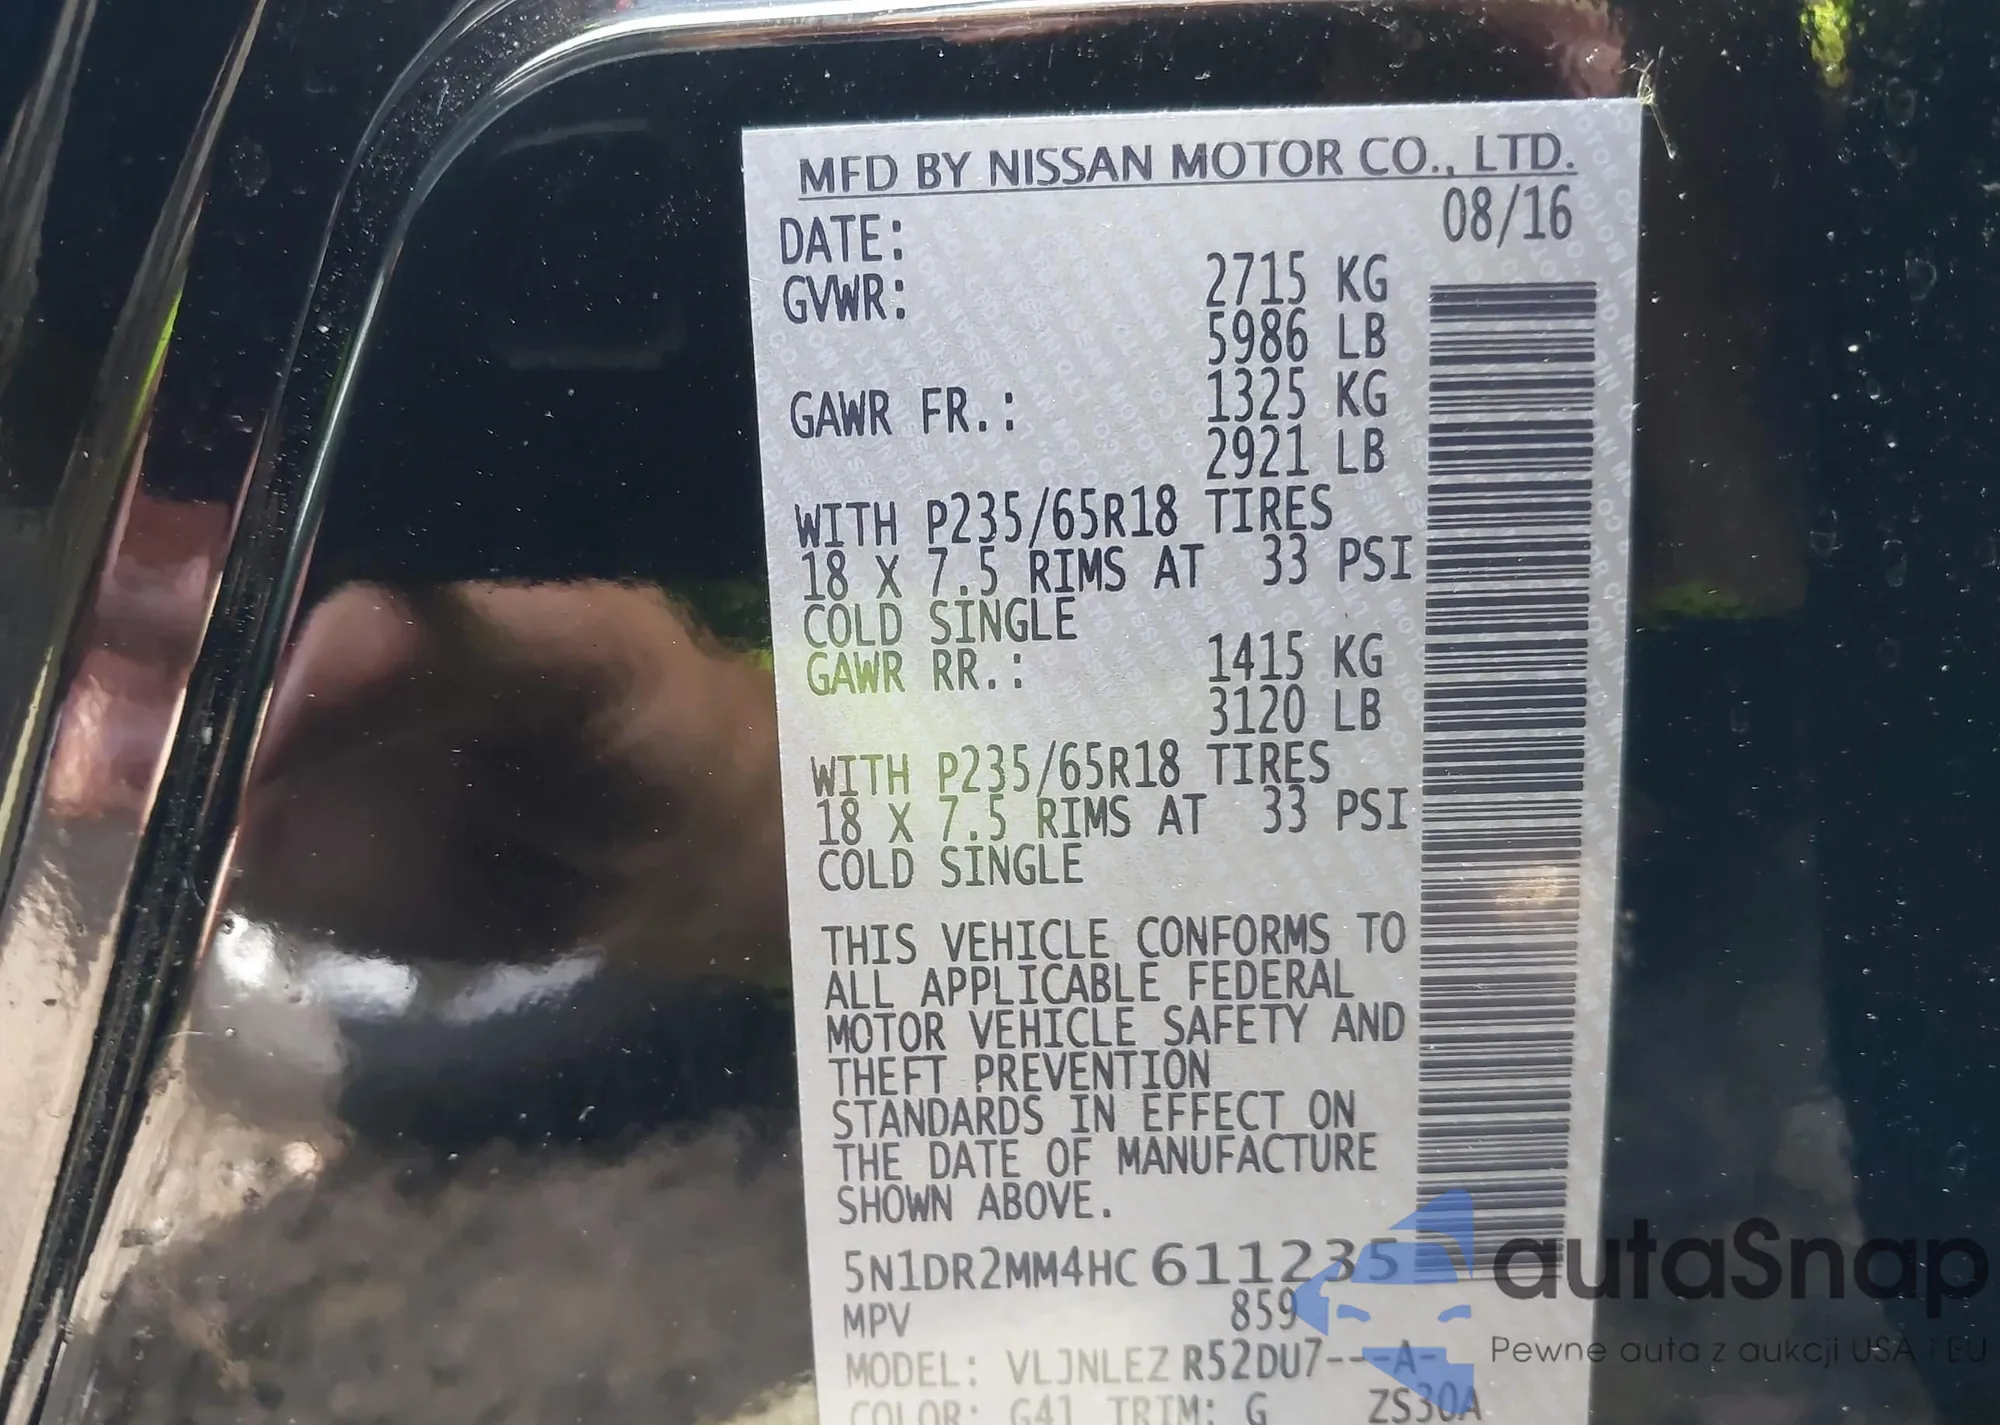 MFD BY NISSAN MOTOR CO., LTD.
DATE: 08/16
GVWR: 2715 KG
5986 LB
GAWR FR.: 1325 KG
2921 LB
WITH P235/65R18 TIRES
18 X 7.5 RIMS AT 33 PSI
COLD SINGLE
GAWR RR.: 1415 KG
3120 LB
WITH P235/65R18 TIRES
18 X 7.5 RIMS AT 33 PSI
COLD SINGLE
THIS VEHICLE CONFORMS TO
ALL APPLICABLE FEDERAL
MOTOR VEHICLE SAFETY AND
THEFT PREVENTION
STANDARDS IN EFFECT ON
THE DATE OF MANUFACTURE
SHOWN ABOVE.
5N1DR2MM4HC611235
MPV 859
MODEL: VLJNLEZ R52DU7---A-
COLOR: G41 TRIM: G ZS30A
autaSnap
Pewne auta z aukcji USA i EU